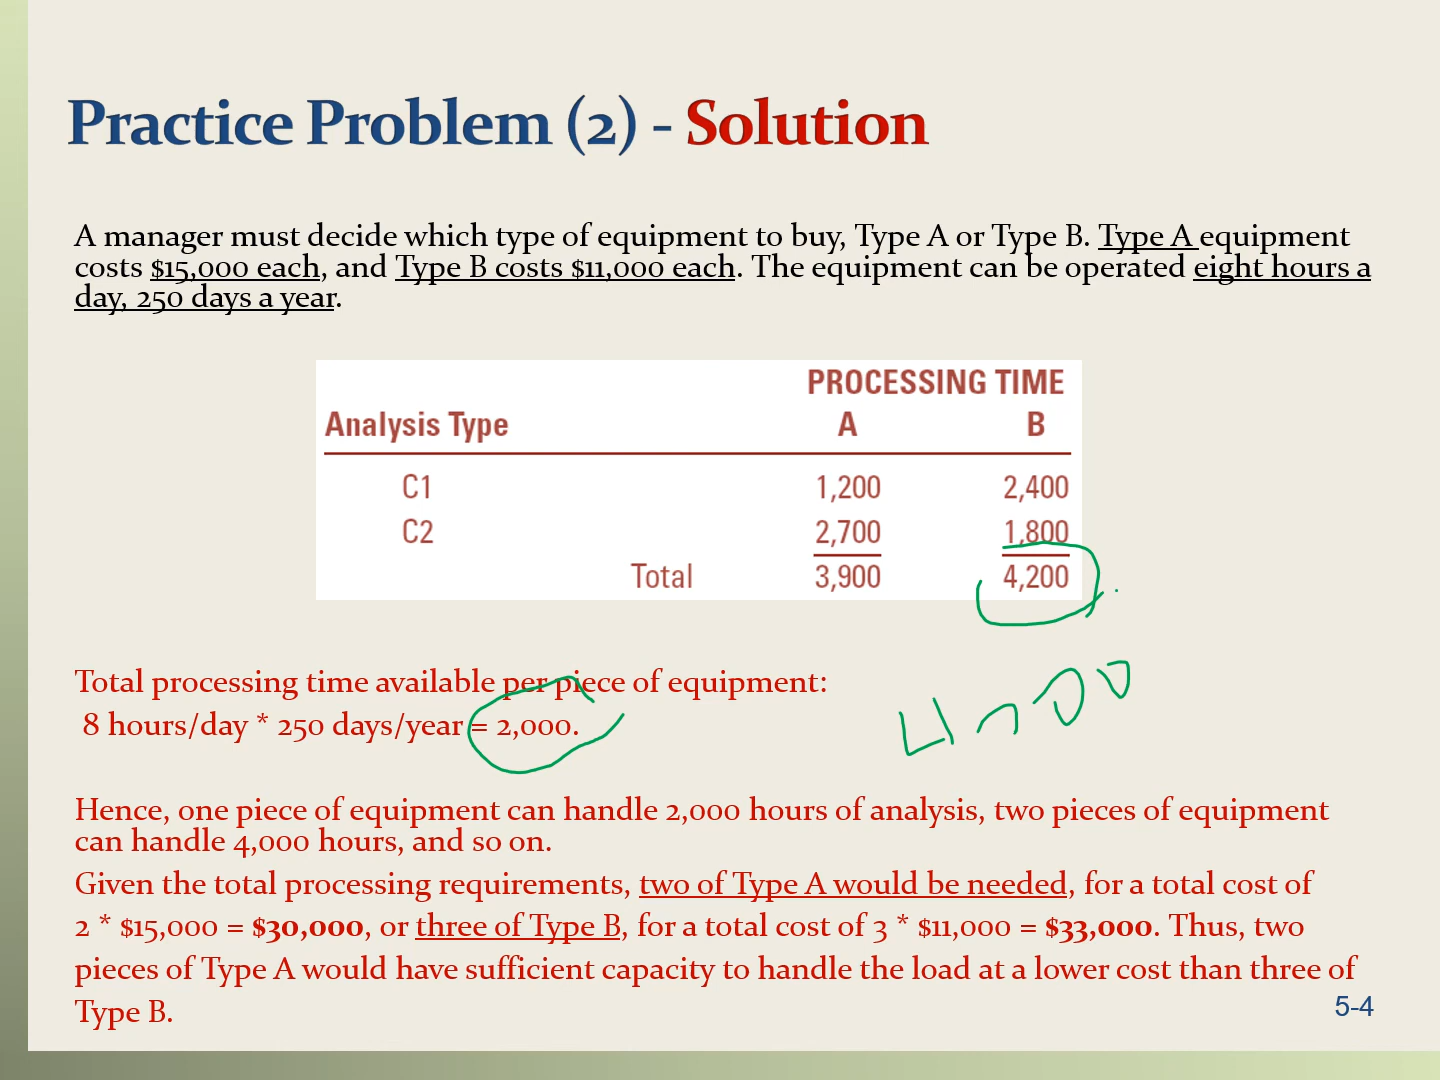 Practice Problem (2) - Solution
A manager must decide which type of equipment to buy, Type A or Type B. Type A equipment
costs $15,000 each, and Type B costs $11,000 each. The equipment can be operated eight hours a
day, 250 days a year.
PROCESSING TIME
Analysis Type A B
C1 1,200 2,400
C2 2,700 1,800
Total 3,900 4,200
Total processing time available per piece of equipment:
8 hours/day * 250 days/year = 2,000.
Hence, one piece of equipment can handle 2,000 hours of analysis, two pieces of equipment
can handle 4,000 hours, and so on.
Given the total processing requirements, two of Type A would be needed, for a total cost of
2 * $15,000 = $30,000, or three of Type B, for a total cost of 3 * $11,000 = $33,000. Thus, two
pieces of Type A would have sufficient capacity to handle the load at a lower cost than three of
Type B.
5-4